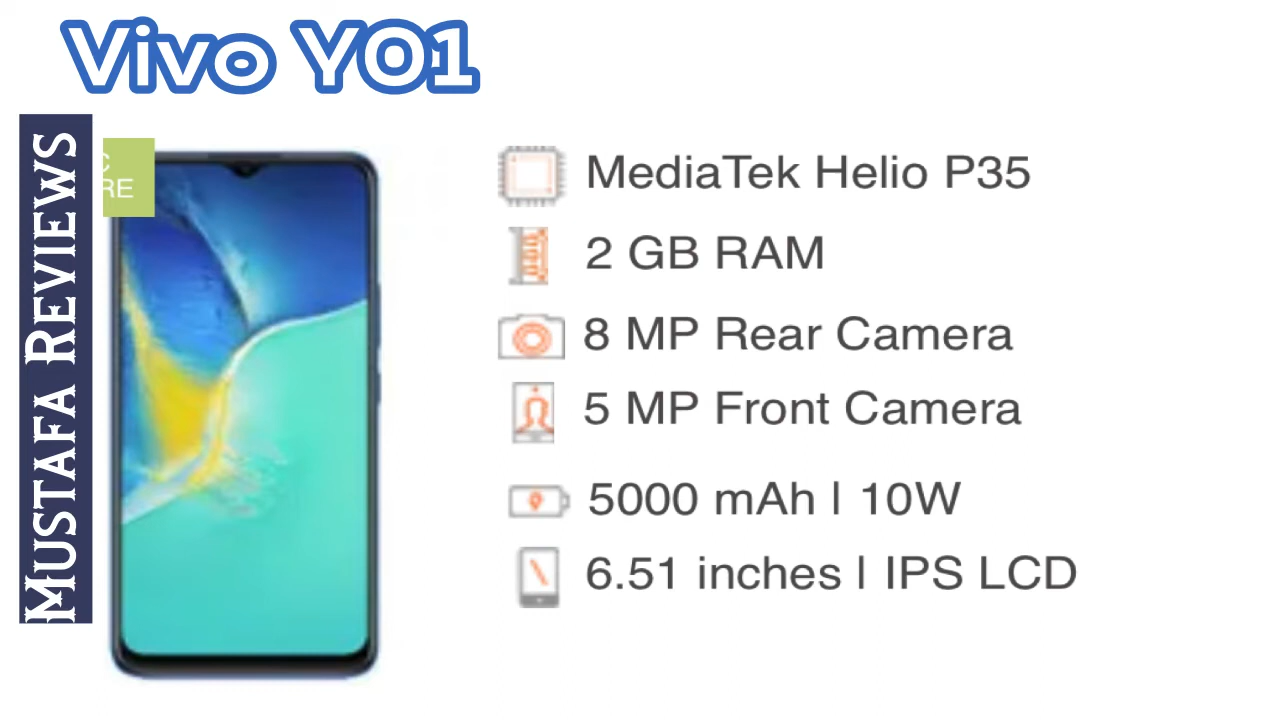 Vivo Y01
MUSTAFA REVIEWS
MediaTek Helio P35
2 GB RAM
8 MP Rear Camera
5 MP Front Camera
5000 mAh | 10W
6.51 inches | IPS LCD